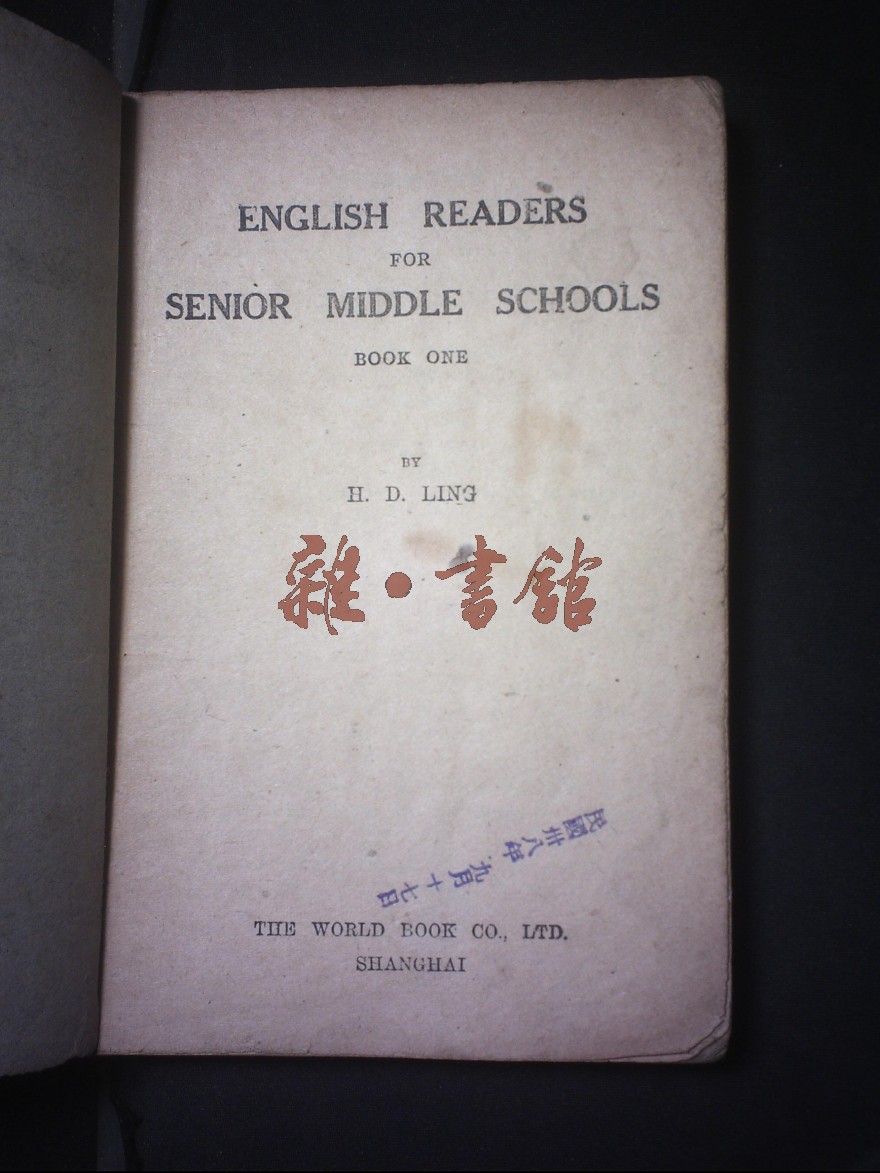 ENGLISH READERS
FOR
SENIOR MIDDLE SCHOOLS
BOOK ONE
BY
H. D. LING
雜·書館
民國卅八年 九月十七日
THE WORLD BOOK CO., LTD.
SHANGHAI